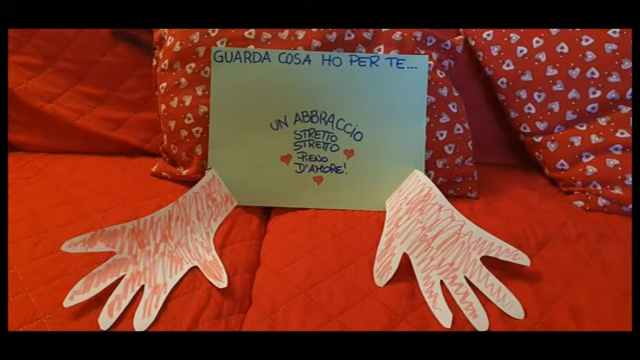 GUARDA COSA HO PER TE...
UN ABBRACCIO
STRETTO
STRETTO
PIENO
D'AMORE!